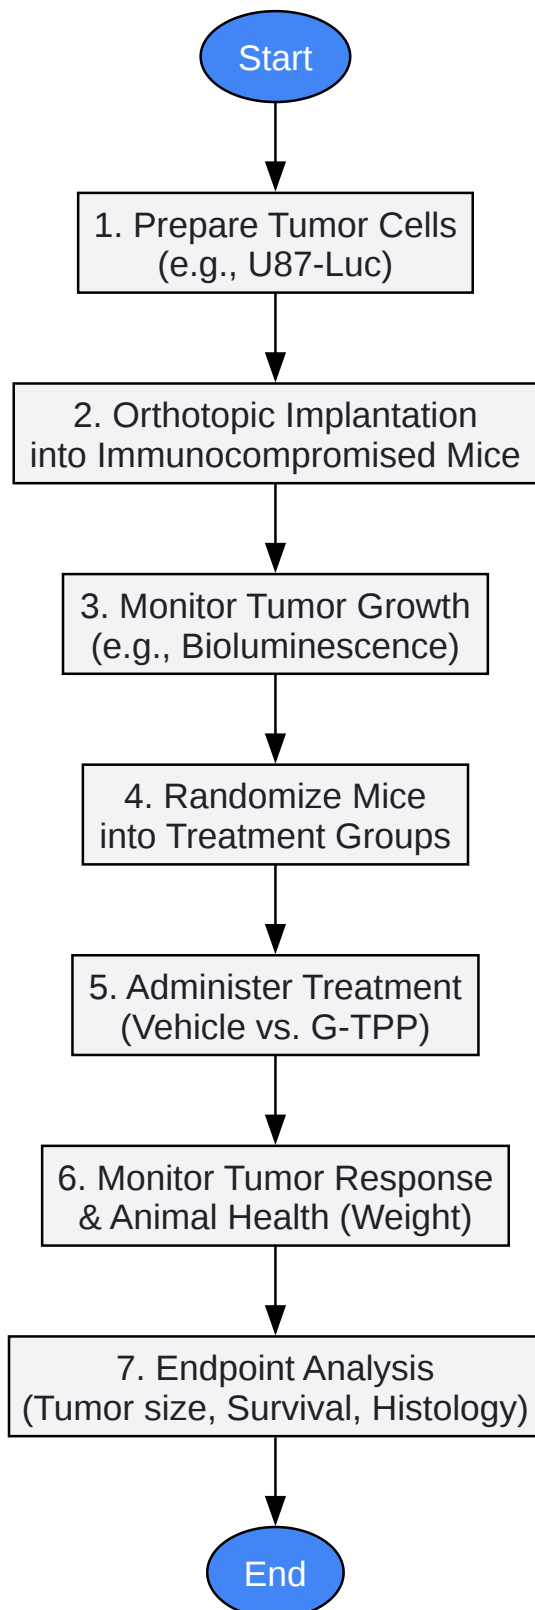 Start
1. Prepare Tumor Cells
(e.g., U87-Luc)
2. Orthotopic Implantation
into Immunocompromised Mice
3. Monitor Tumor Growth
(e.g., Bioluminescence)
4. Randomize Mice
into Treatment Groups
5. Administer Treatment
(Vehicle vs. G-TPP)
6. Monitor Tumor Response
& Animal Health (Weight)
7. Endpoint Analysis
(Tumor size, Survival, Histology)
End